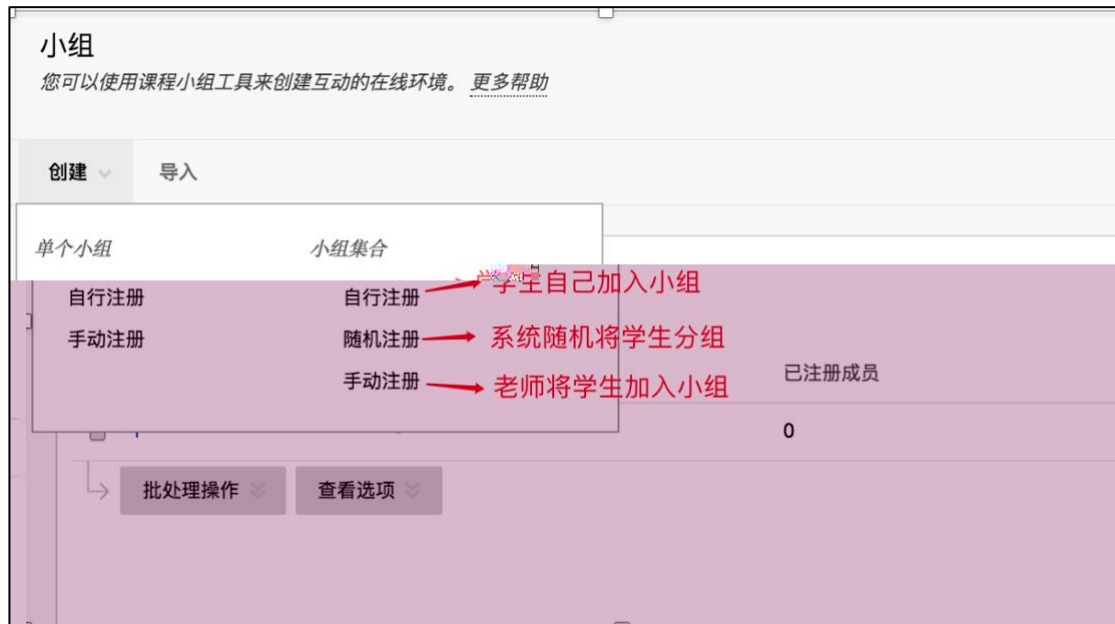 小组
您可以使用课程小组工具来创建互动的在线环境。 更多帮助
创建 导入
单个小组 小组集合
自行注册 自行注册 学生自己加入小组
手动注册 随机注册 系统随机将学生分组
手动注册 老师将学生加入小组 已注册成员
0
批处理操作 查看选项